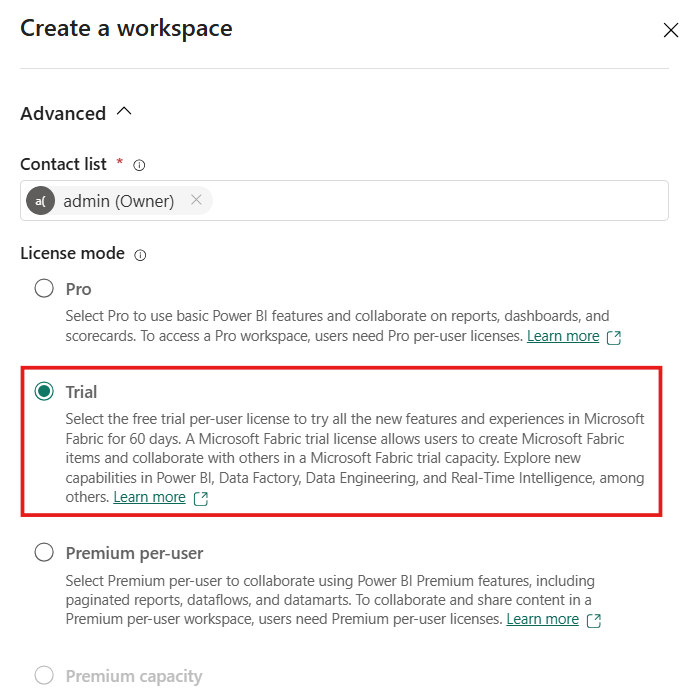 Create a workspace
Advanced
Contact list *
a( admin (Owner)
License mode
Pro
Select Pro to use basic Power BI features and collaborate on reports, dashboards, and
scorecards. To access a Pro workspace, users need Pro per-user licenses. Learn more
Trial
Select the free trial per-user license to try all the new features and experiences in Microsoft
Fabric for 60 days. A Microsoft Fabric trial license allows users to create Microsoft Fabric
items and collaborate with others in a Microsoft Fabric trial capacity. Explore new
capabilities in Power BI, Data Factory, Data Engineering, and Real-Time Intelligence, among
others. Learn more
Premium per-user
Select Premium per-user to collaborate using Power BI Premium features, including
paginated reports, dataflows, and datamarts. To collaborate and share content in a
Premium per-user workspace, users need Premium per-user licenses. Learn more
Premium capacity